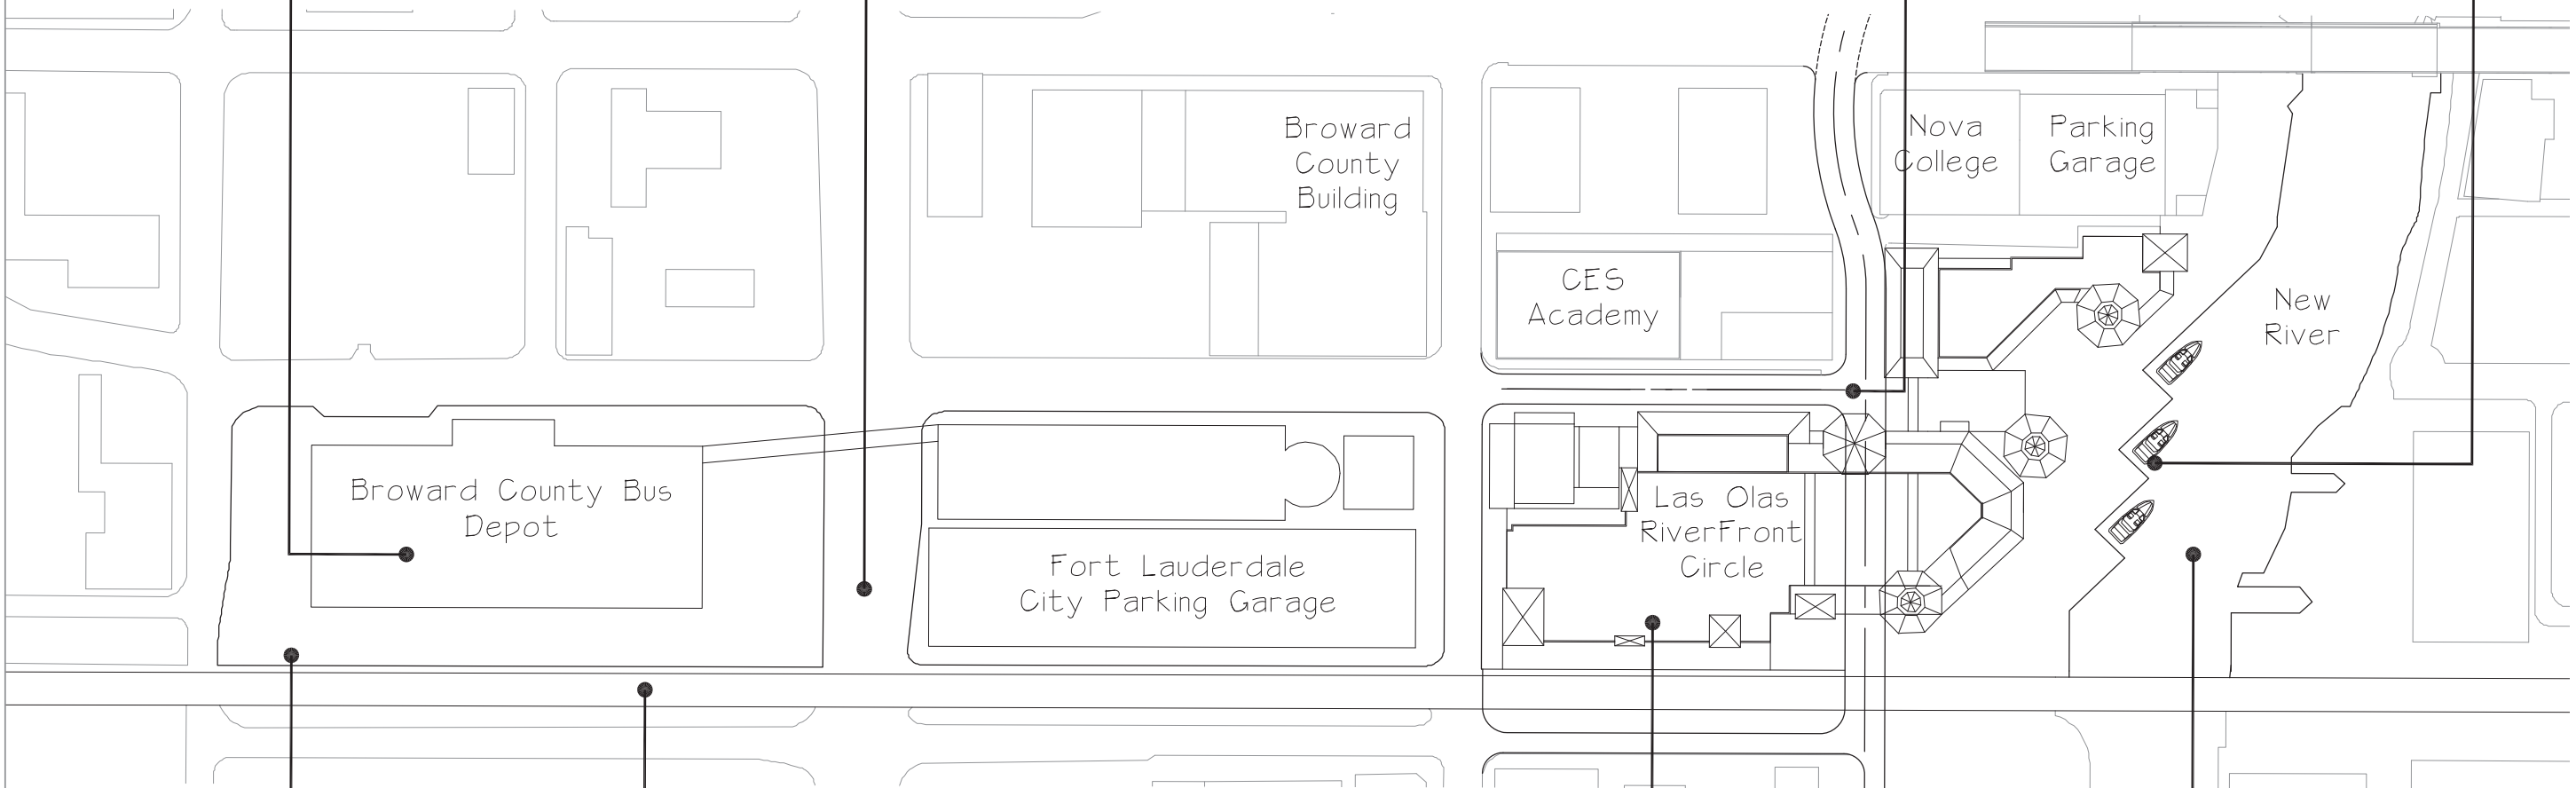 Broward
County
Building
Nova
College
Parking
Garage
CES
Academy
New
River
Broward County Bus
Depot
Fort Lauderdale
City Parking Garage
Las Olas
RiverFront
Circle